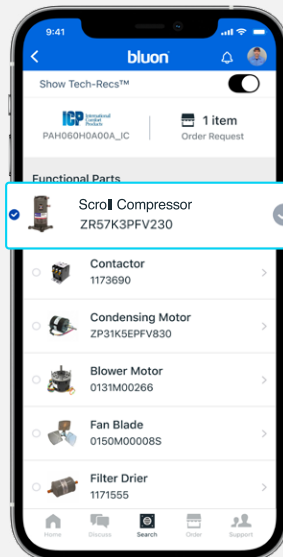 9:41
bluon
Show Tech-Recs™
ICP International Comfort Products
PAH060H0A00A_IC
1 item
Order Request
Functional Parts
Scroll Compressor
ZR57K3PFV230
Contactor
1173690
Condensing Motor
ZP31K5EPFV830
Blower Motor
0131M00266
Fan Blade
0150M00008S
Filter Drier
1171555
Home
Discuss
Search
Order
Support